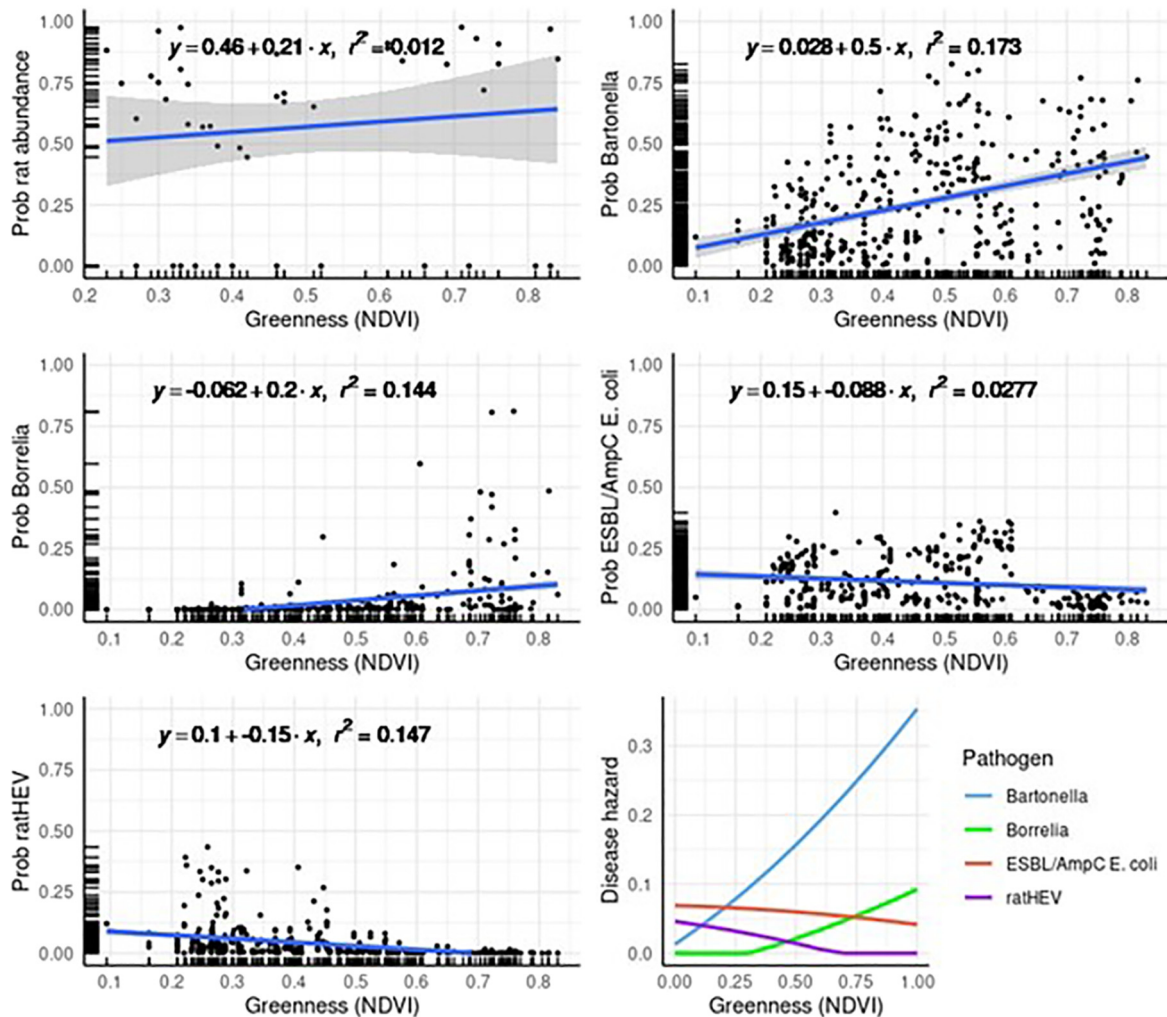 y = 0.46 + 0.21 · x, r² = 0.012
Prob rat abundance
1.00
0.75
0.50
0.25
0.00
0.2 0.3 0.4 0.5 0.6 0.7 0.8
Greenness (NDVI)
y = 0.028 + 0.5 · x, r² = 0.173
Prob Bartonella
1.00
0.75
0.50
0.25
0.00
0.1 0.2 0.3 0.4 0.5 0.6 0.7 0.8
Greenness (NDVI)
y = -0.062 + 0.2 · x, r² = 0.144
Prob Borrelia
1.00
0.75
0.50
0.25
0.00
0.1 0.2 0.3 0.4 0.5 0.6 0.7 0.8
Greenness (NDVI)
y = 0.15 + -0.088 · x, r² = 0.0277
Prob ESBL/AmpC E. coli
1.00
0.75
0.50
0.25
0.00
0.1 0.2 0.3 0.4 0.5 0.6 0.7 0.8
Greenness (NDVI)
y = 0.1 + -0.15 · x, r² = 0.147
Prob ratHEV
1.00
0.75
0.50
0.25
0.00
0.1 0.2 0.3 0.4 0.5 0.6 0.7 0.8
Greenness (NDVI)
Disease hazard
0.3
0.2
0.1
0.0
0.00 0.25 0.50 0.75 1.00
Greenness (NDVI)
Pathogen
Bartonella
Borrelia
ESBL/AmpC E. coli
ratHEV